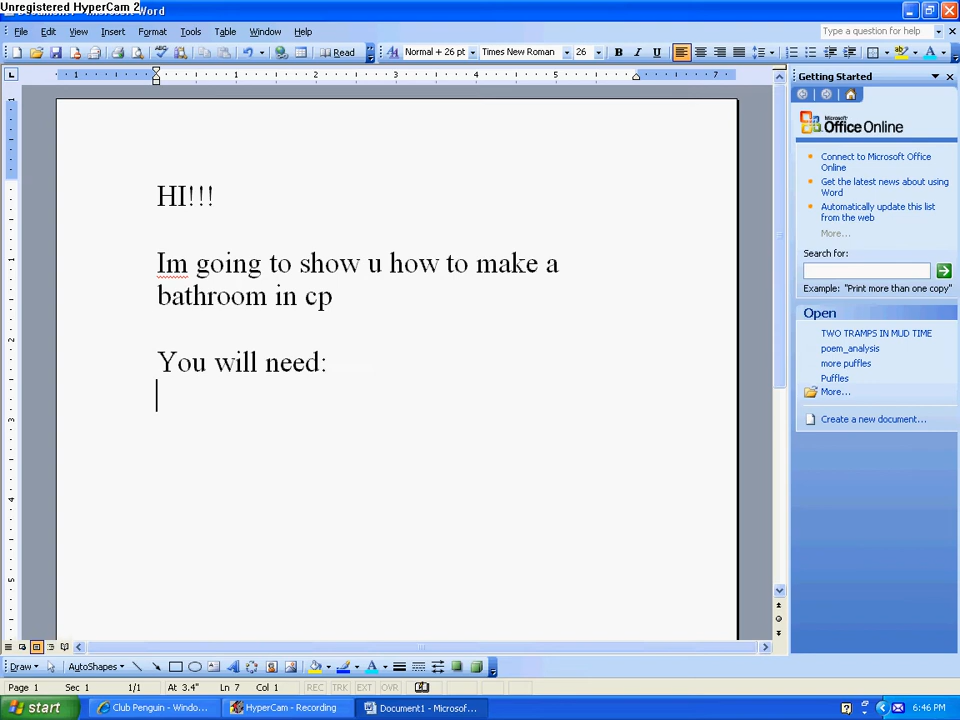 Unregistered HyperCam 2
Word
File Edit View Insert Format Tools Table Window Help
Type a question for help
Read
Normal + 26 pt
Times New Roman
26
B I U
Getting Started
Office Online
Connect to Microsoft Office
Online
Get the latest news about using
Word
Automatically update this list
from the web
More...
Search for:
Example: "Print more than one copy"
Open
TWO TRAMPS IN MUD TIME
poem_analysis
more puffles
Puffles
More...
Create a new document...
HI!!!
Im going to show u how to make a
bathroom in cp
You will need:
Draw AutoShapes
Page 1 Sec 1 1/1 At 3.4" Ln 7 Col 1 REC TRK EXT OVR
start
Club Penguin - Windo...
HyperCam - Recording
Document1 - Microsof...
6:46 PM